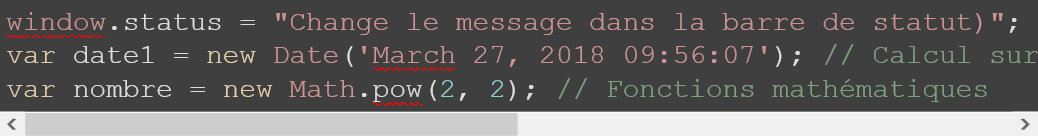 window.status = "Change le message dans la barre de statut)";
var date1 = new Date('March 27, 2018 09:56:07'); // Calcul sur
var nombre = new Math.pow(2, 2); // Fonctions mathématiques